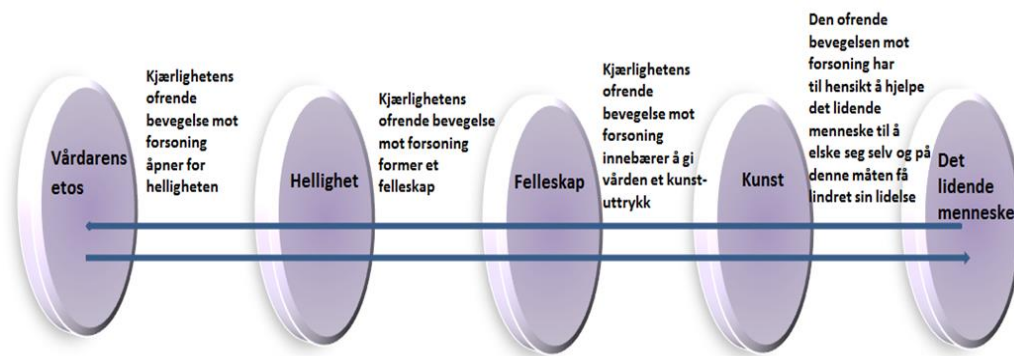 Vårdarens
etos
Kjærlighetens
ofrende
bevegelse mot
forsoning
åpner for
helligheten
Hellighet
Kjærlighetens
ofrende bevegelse
mot forsoning
former et
felleskap
Felleskap
Kjærlighetens
ofrende
bevegelse mot
forsoning
innebærer å gi
vården et kunst-
uttrykk
Kunst
Den ofrende
bevegelsen mot
forsoning har
til hensikt å hjelpe
det lidende
menneske til å
elske seg selv og på
denne måten få
lindret sin lidelse
Det
lidende
menneske